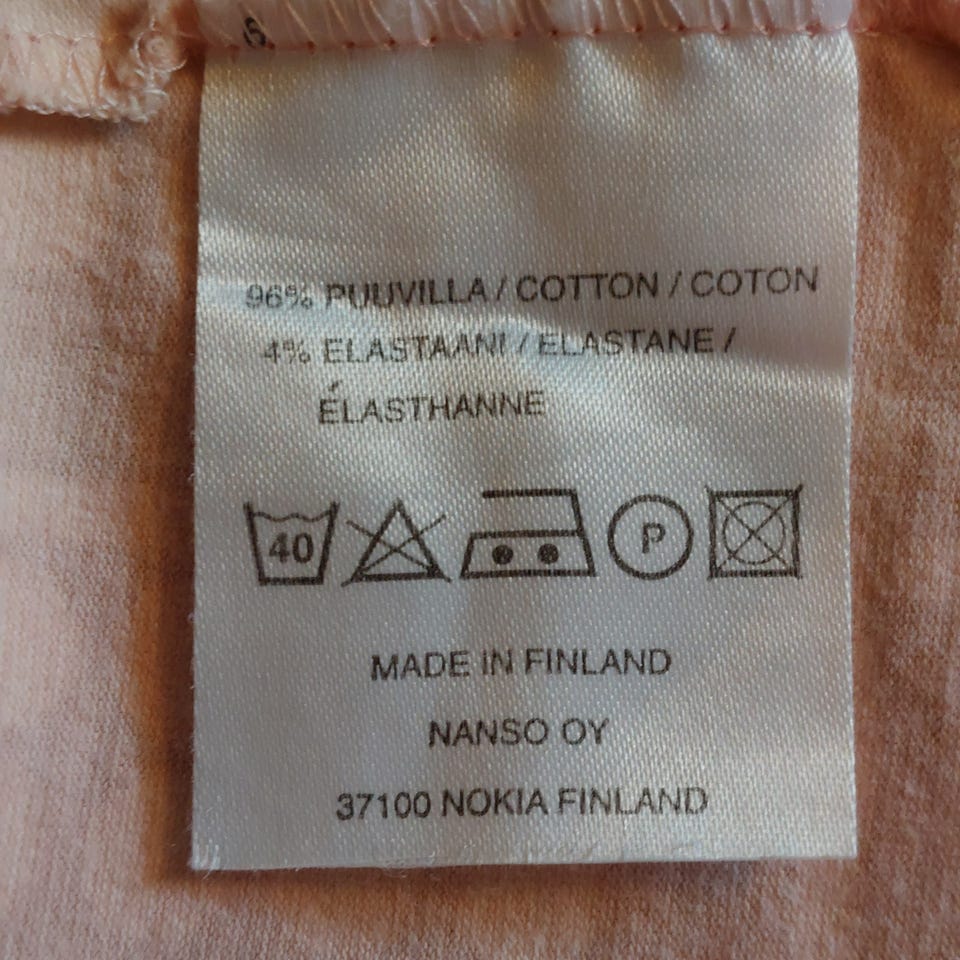 96% PUUVILLA / COTTON / COTON
4% ELASTAANI / ELASTANE /
ÉLASTHANNE
40 P
MADE IN FINLAND
NANSO OY
37100 NOKIA FINLAND